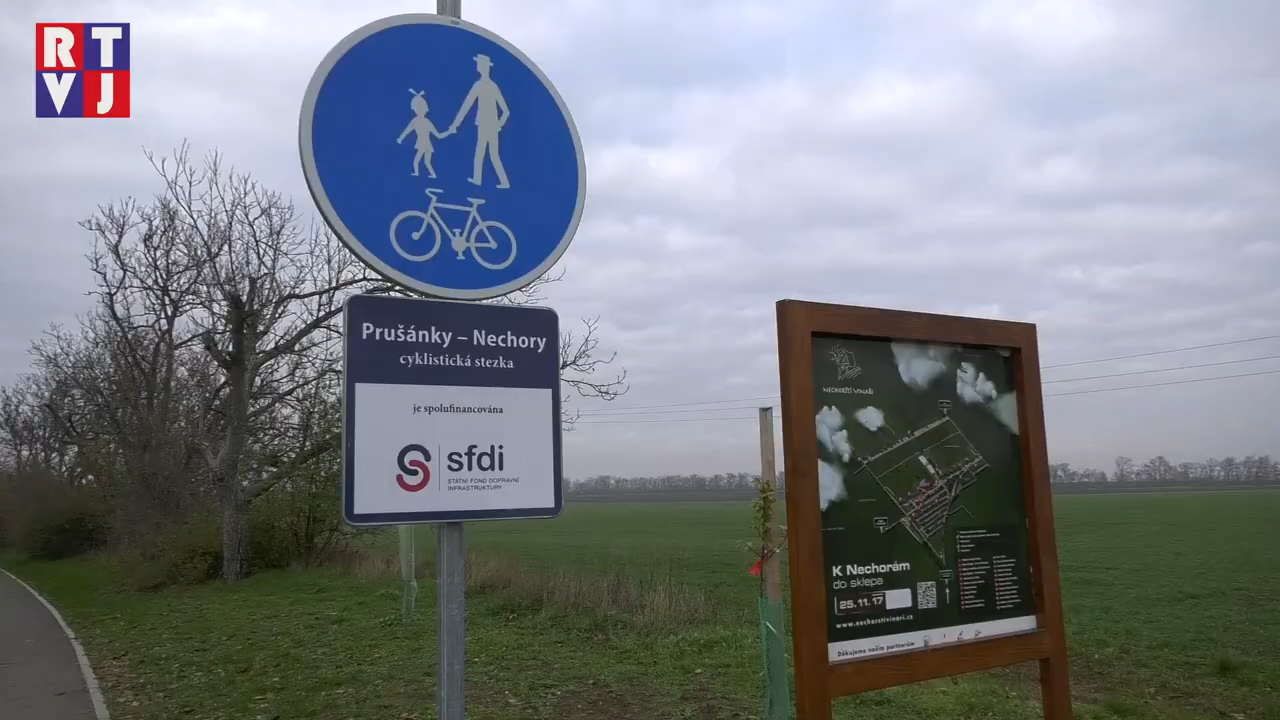 RT
VJ
Prušánky – Nechory
cyklistická stezka
je spolufinancována
sfdi
STÁTNÍ FOND DOPRAVNÍ
INFRASTRUKTURY
NECHORŠTÍ VINAŘI
K Nechorám
do sklepa
25.11.17
www.nechorstivinari.cz
Děkujeme našim partnerům